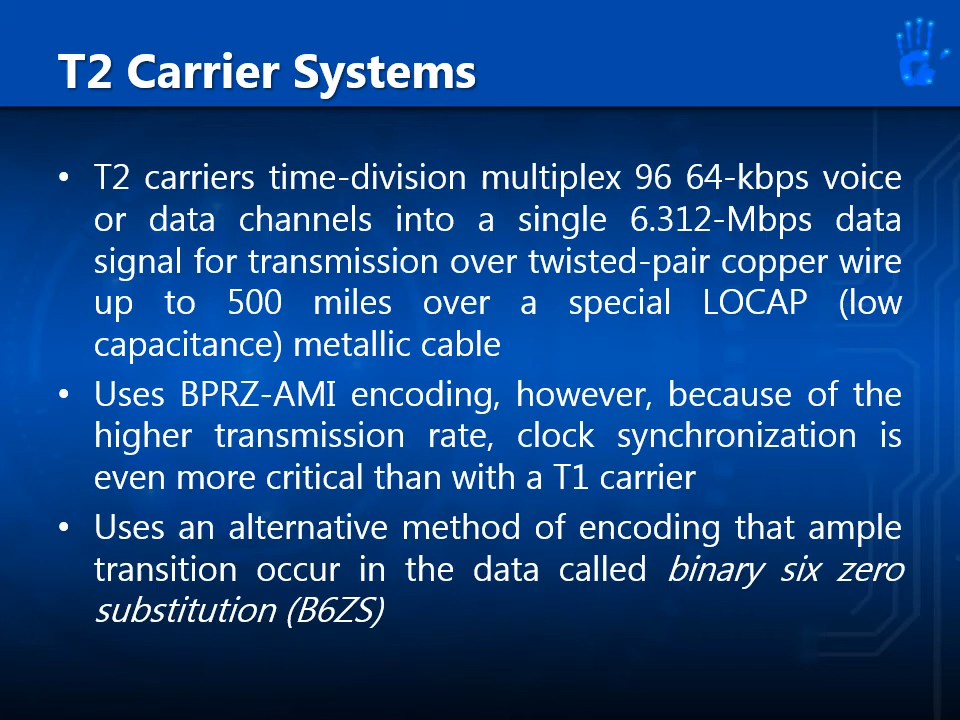 T2 Carrier Systems
• T2 carriers time-division multiplex 96 64-kbps voice
or data channels into a single 6.312-Mbps data
signal for transmission over twisted-pair copper wire
up to 500 miles over a special LOCAP (low
capacitance) metallic cable
• Uses BPRZ-AMI encoding, however, because of the
higher transmission rate, clock synchronization is
even more critical than with a T1 carrier
• Uses an alternative method of encoding that ample
transition occur in the data called binary six zero
substitution (B6ZS)